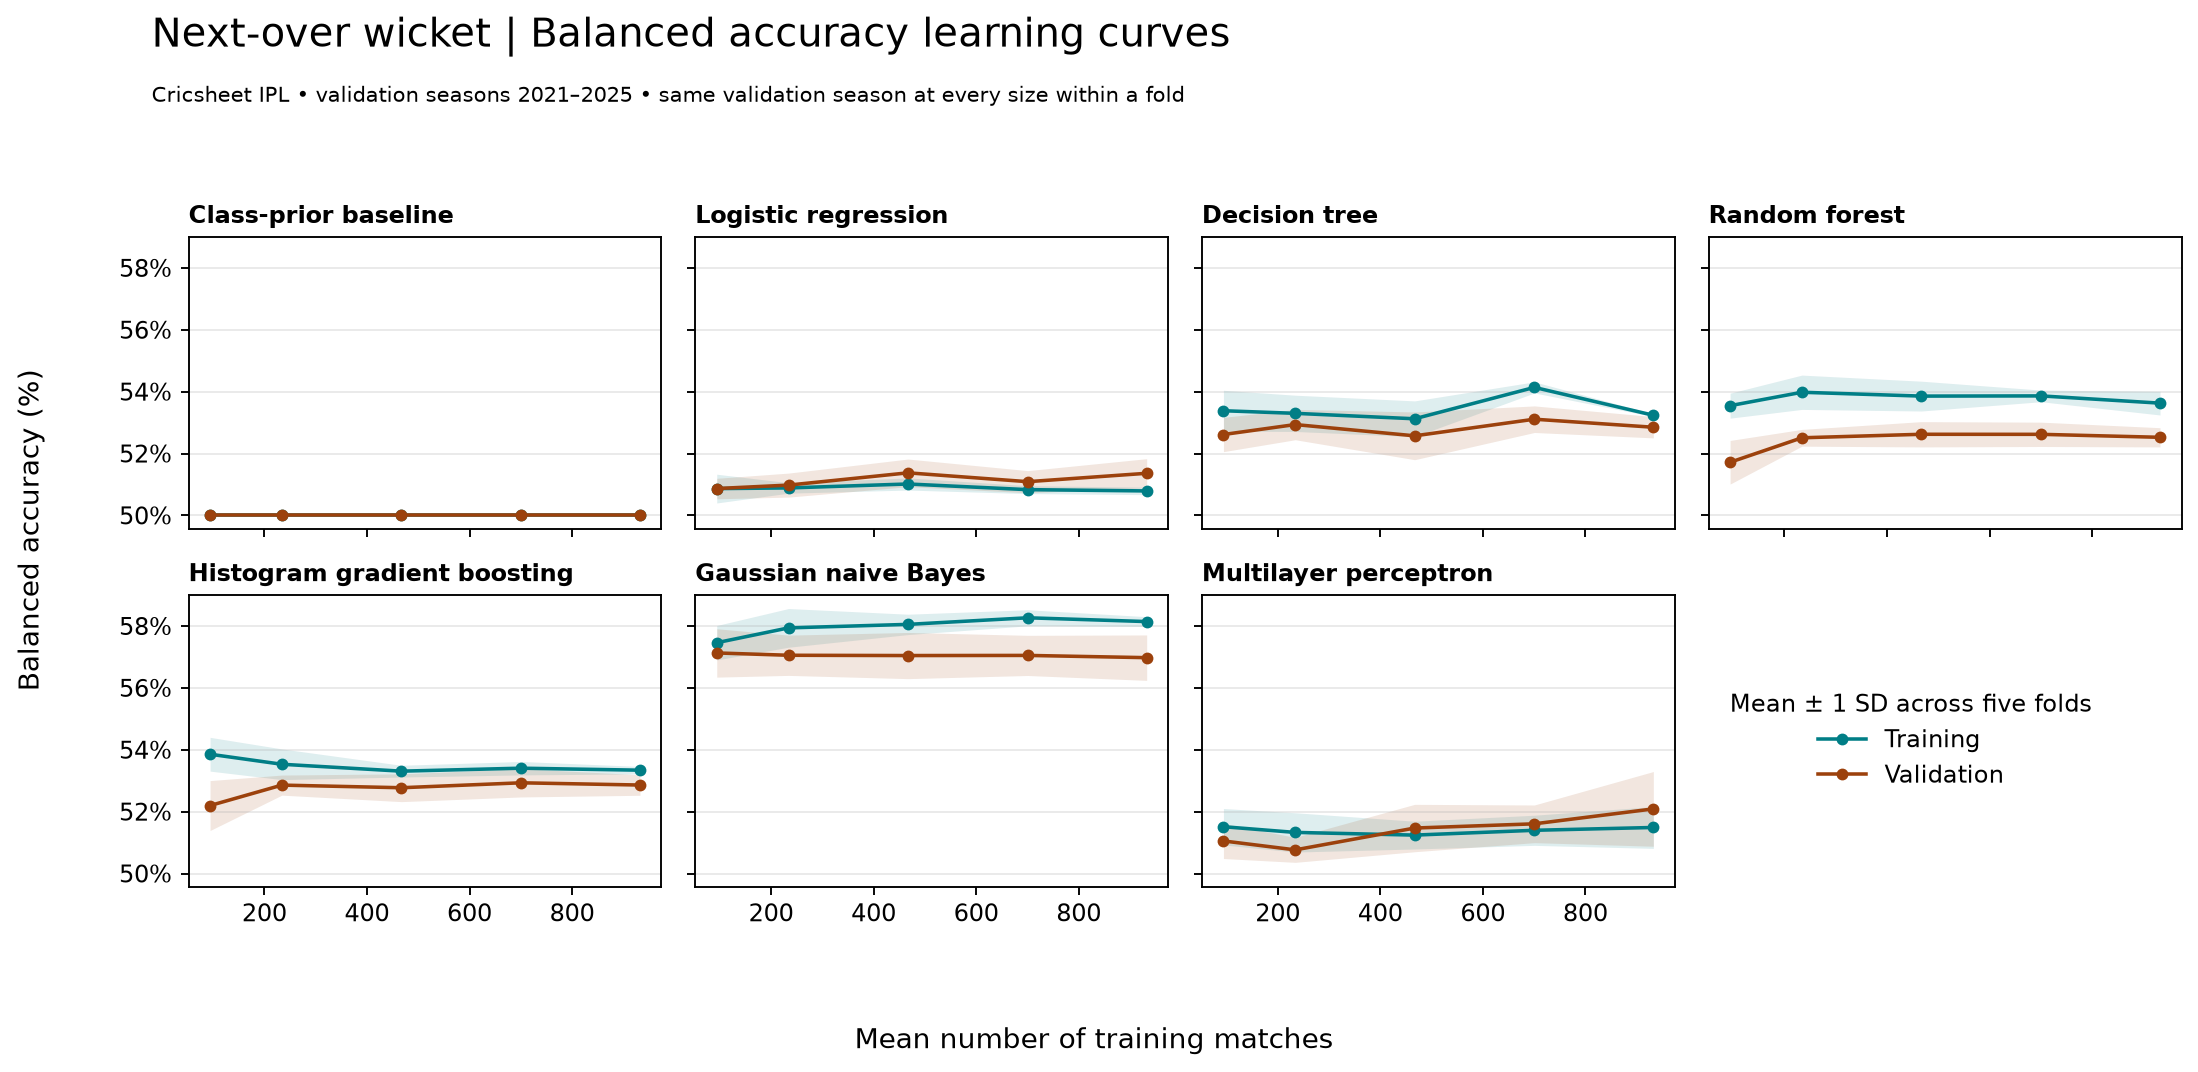 Next-over wicket | Balanced accuracy learning curves
Cricsheet IPL • validation seasons 2021–2025 • same validation season at every size within a fold
Balanced accuracy (%)
Class-prior baseline
Logistic regression
Decision tree
Random forest
58%
56%
54%
52%
50%
Histogram gradient boosting
Gaussian naive Bayes
Multilayer perceptron
58%
56%
54%
52%
50%
200 400 600 800
200 400 600 800
200 400 600 800
Mean ± 1 SD across five folds
Training
Validation
Mean number of training matches